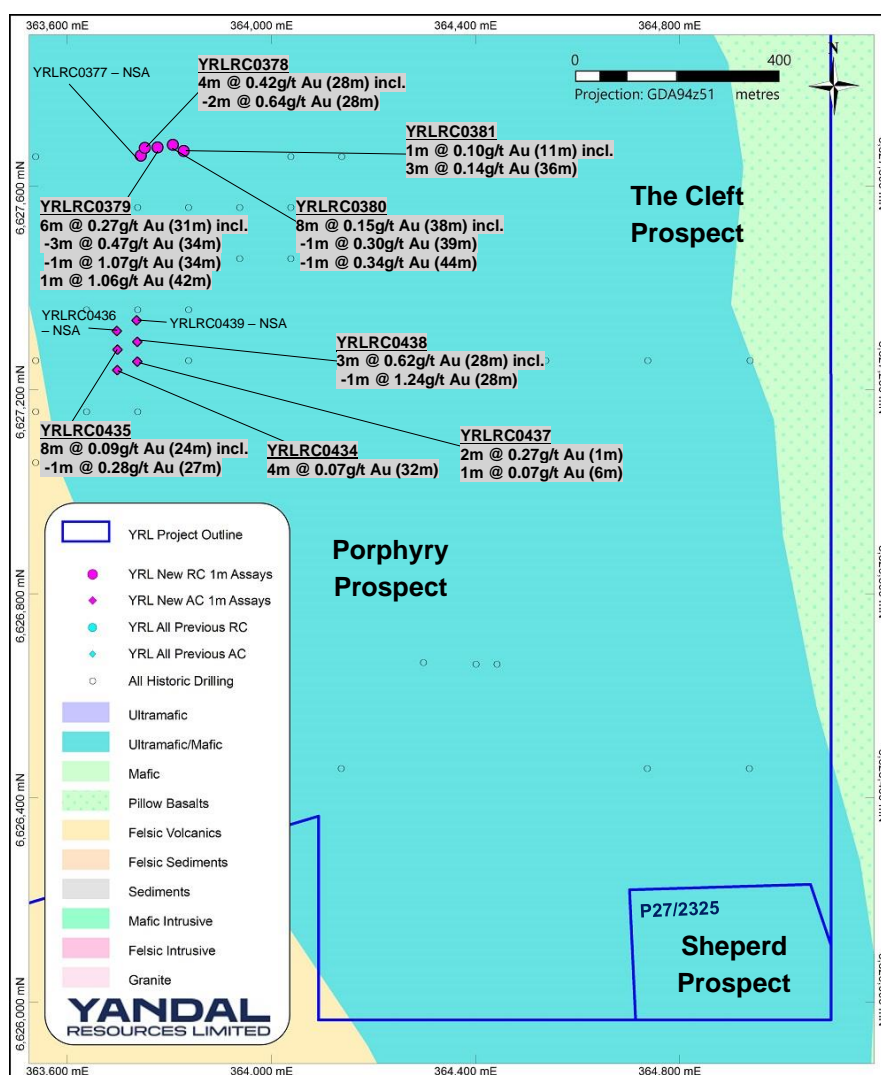 363,600 mE
364,000 mE
364,400 mE
364,800 mE
YRLRC0377 – NSA
YRLRC0378
4m @ 0.42g/t Au (28m) incl.
-2m @ 0.64g/t Au (28m)
0
400
Projection: GDA94z51 metres
N
YRLRC0381
1m @ 0.10g/t Au (11m) incl.
3m @ 0.14g/t Au (36m)
6,627,600 mN
The Cleft
Prospect
YRLRC0379
6m @ 0.27g/t Au (31m) incl.
-3m @ 0.47g/t Au (34m)
-1m @ 1.07g/t Au (34m)
1m @ 1.06g/t Au (42m)
YRLRC0380
8m @ 0.15g/t Au (38m)
-1m @ 0.30g/t Au (39m)
-1m @ 0.34g/t Au (44m)
YRLRC0436
– NSA
YRLRC0439 – NSA
YRLRC0438
3m @ 0.62g/t Au (28m) incl.
-1m @ 1.24g/t Au (28m)
6,627,200 mN
YRLRC0435
8m @ 0.09g/t Au (24m) incl.
-1m @ 0.28g/t Au (27m)
YRLRC0434
4m @ 0.07g/t Au (32m)
YRLRC0437
2m @ 0.27g/t Au (1m)
1m @ 0.07g/t Au (6m)
Porphyry
Prospect
6,626,800 mN
YRL Project Outline
YRL New RC 1m Assays
YRL New AC 1m Assays
YRL All Previous RC
YRL All Previous AC
All Historic Drilling
Ultramafic
Ultramafic/Mafic
Mafic
Pillow Basalts
Felsic Volcanics
Felsic Sediments
Sediments
Mafic Intrusive
Felsic Intrusive
Granite
6,626,400 mN
P27/2325
Sheperd
Prospect
6,626,000 mN
YANDAL
RESOURCES LIMITED
363,600 mE
364,000 mE
364,400 mE
364,800 mE